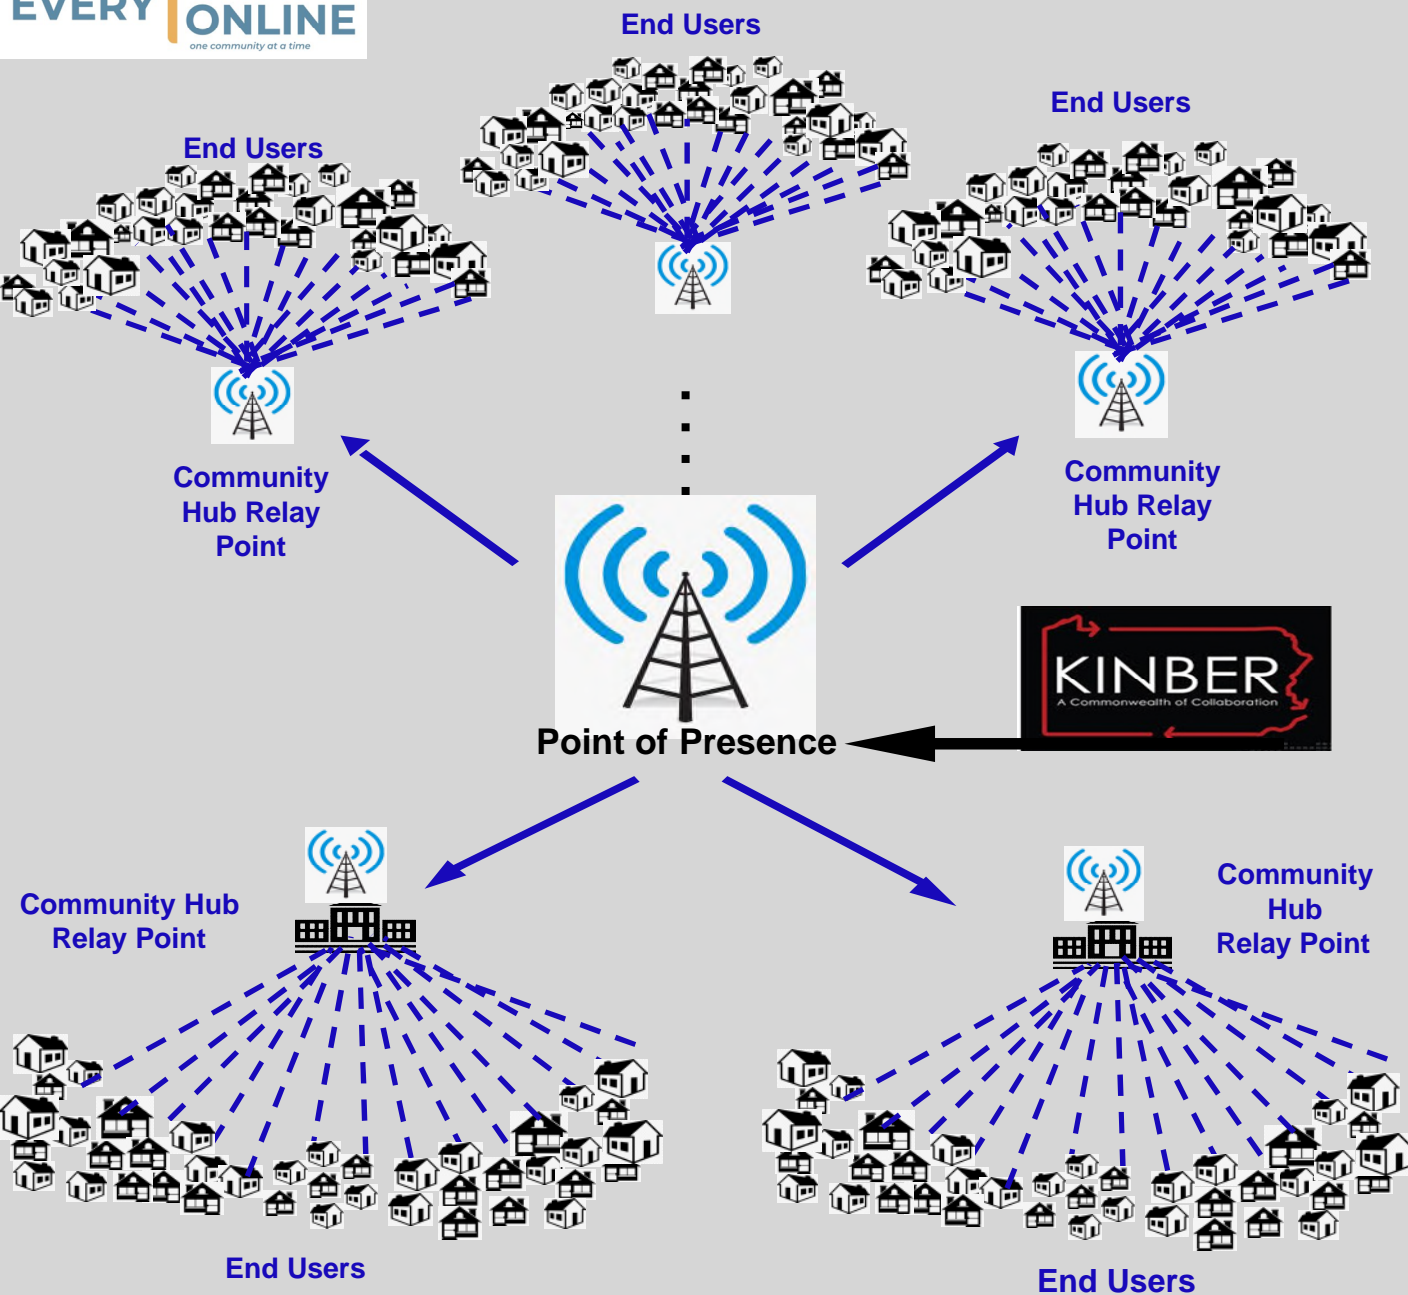 EVERY
ONLINE
one community at a time
End Users
End Users
End Users
Community
Hub Relay
Point
Community
Hub Relay
Point
KINBER
A Commonwealth of Collaboration
Point of Presence
Community Hub
Relay Point
Community
Hub
Relay Point
End Users
End Users